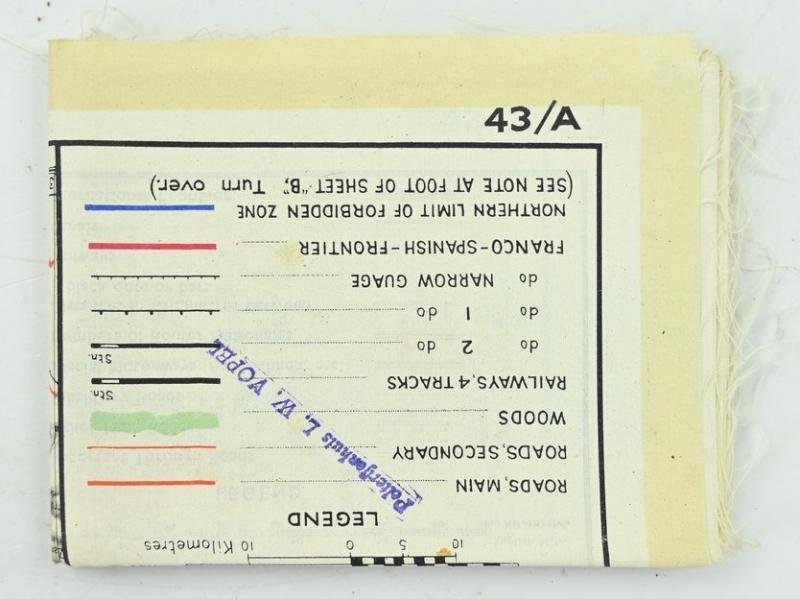 43/A
10 Kilometres
10 0 5 10
LEGEND
ROADS, MAIN
ROADS, SECONDARY
WOODS
RAILWAYS, 4 TRACKS Stn.
do 2 do Stn.
do 1 do
do NARROW GUAGE
FRANCO-SPANISH-FRONTIER
NORTHERN LIMIT OF FORBIDDEN ZONE
(SEE NOTE AT FOOT OF SHEET "B", Turn over.)
L. W. VOPEL